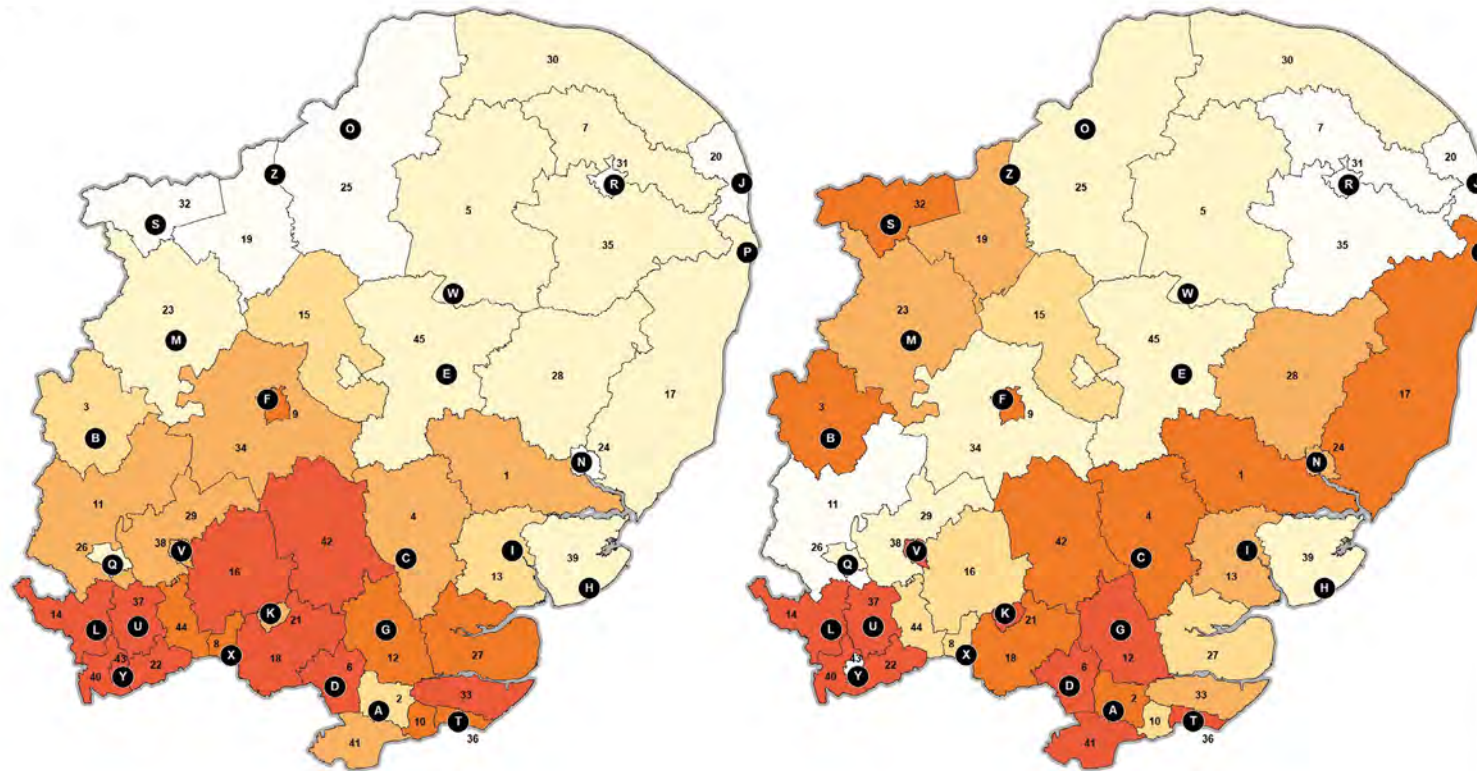 30
O
7
20
31
Z
R
J
25
32
S
5
19
35
P
W
23
15
45
M
E
28
17
3
F
9
B
34
24
N
11
1
29
4
42
38
V
26
Q
C
I
39
16
13
H
14
37
K
21
L
U
44
G
8
43
X
12
27
Y
22
18
6
40
D
33
2
A
10
T
41
36
30
O
7
20
31
Z
R
J
25
32
S
5
19
35
W
23
15
45
M
E
28
17
3
F
9
B
34
24
N
11
1
29
4
42
38
V
26
Q
C
I
39
16
13
H
14
37
K
21
L
U
44
G
8
43
X
12
27
Y
22
18
6
40
D
33
2
A
10
T
41
36